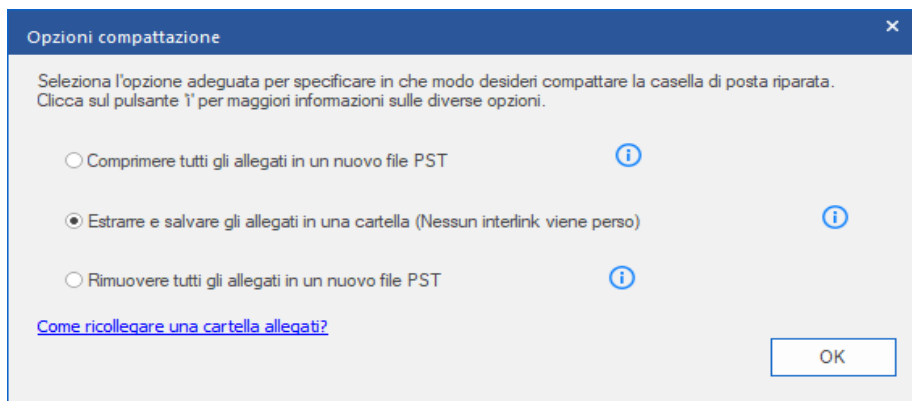 Opzioni compattazione
Seleziona l'opzione adeguata per specificare in che modo desideri compattare la casella di posta riparata.
Clicca sul pulsante 'i' per maggiori informazioni sulle diverse opzioni.
Comprimere tutti gli allegati in un nuovo file PST
Estrarre e salvare gli allegati in una cartella (Nessun interlink viene perso)
Rimuovere tutti gli allegati in un nuovo file PST
Come ricollegare una cartella allegati?
OK